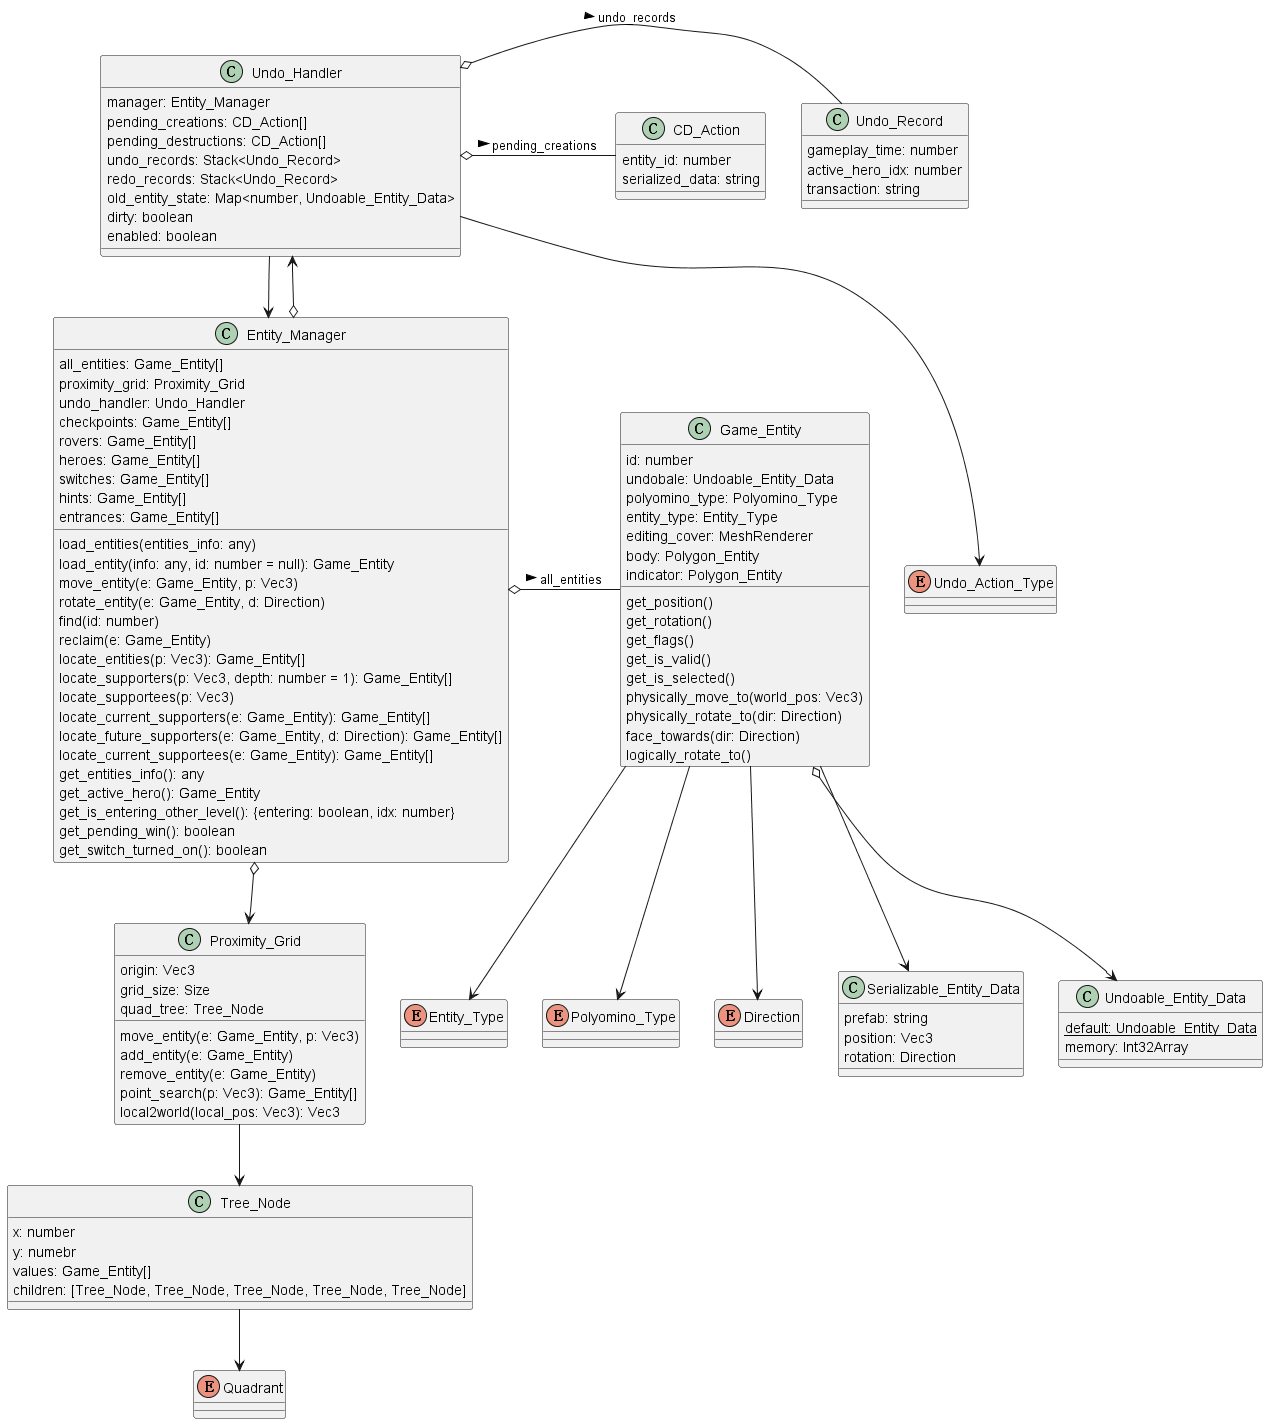 undo_records
C Undo_Handler
manager: Entity_Manager
pending_creations: CD_Action[]
pending_destructions: CD_Action[]
undo_records: Stack<Undo_Record>
redo_records: Stack<Undo_Record>
old_entity_state: Map<number, Undoable_Entity_Data>
dirty: boolean
enabled: boolean
pending_creations
C CD_Action
entity_id: number
serialized_data: string
C Undo_Record
gameplay_time: number
active_hero_idx: number
transaction: string
C Entity_Manager
all_entities: Game_Entity[]
proximity_grid: Proximity_Grid
undo_handler: Undo_Handler
checkpoints: Game_Entity[]
rovers: Game_Entity[]
heroes: Game_Entity[]
switches: Game_Entity[]
hints: Game_Entity[]
entrances: Game_Entity[]
load_entities(entities_info: any)
load_entity(info: any, id: number = null): Game_Entity
move_entity(e: Game_Entity, p: Vec3)
rotate_entity(e: Game_Entity, d: Direction)
find(id: number)
reclaim(e: Game_Entity)
locate_entities(p: Vec3): Game_Entity[]
locate_supporters(p: Vec3, depth: number = 1): Game_Entity[]
locate_supportees(p: Vec3)
locate_current_supporters(e: Game_Entity): Game_Entity[]
locate_future_supporters(e: Game_Entity, d: Direction): Game_Entity[]
locate_current_supportees(e: Game_Entity): Game_Entity[]
get_entities_info(): any
get_active_hero(): Game_Entity
get_is_entering_other_level(): {entering: boolean, idx: number}
get_pending_win(): boolean
get_switch_turned_on(): boolean
all_entities
C Game_Entity
id: number
undobale: Undoable_Entity_Data
polyomino_type: Polyomino_Type
entity_type: Entity_Type
editing_cover: MeshRenderer
body: Polygon_Entity
indicator: Polygon_Entity
get_position()
get_rotation()
get_flags()
get_is_valid()
get_is_selected()
physically_move_to(world_pos: Vec3)
physically_rotate_to(dir: Direction)
face_towards(dir: Direction)
logically_rotate_to()
E Undo_Action_Type
C Proximity_Grid
origin: Vec3
grid_size: Size
quad_tree: Tree_Node
move_entity(e: Game_Entity, p: Vec3)
add_entity(e: Game_Entity)
remove_entity(e: Game_Entity)
point_search(p: Vec3): Game_Entity[]
local2world(local_pos: Vec3): Vec3
E Entity_Type
E Polyomino_Type
E Direction
C Serializable_Entity_Data
prefab: string
position: Vec3
rotation: Direction
C Undoable_Entity_Data
default: Undoable_Entity_Data
memory: Int32Array
C Tree_Node
x: number
y: numebr
values: Game_Entity[]
children: [Tree_Node, Tree_Node, Tree_Node, Tree_Node, Tree_Node]
E Quadrant